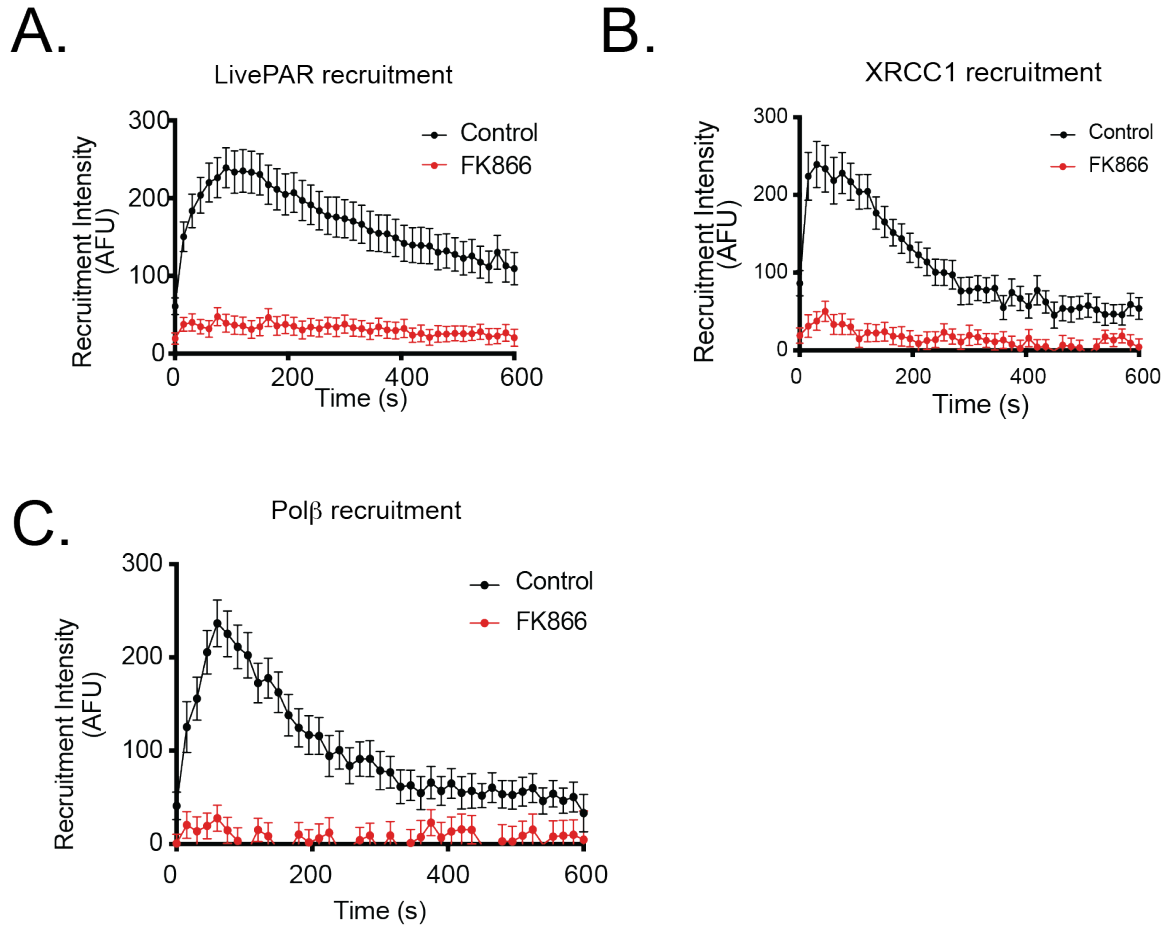 A.
LivePAR recruitment
300
200
100
0
Recruitment Intensity
(AFU)
Control
FK866
0
200
400
600
Time (s)
B.
XRCC1 recruitment
300
200
100
0
Recruitment Intensity
(AFU)
Control
FK866
0
200
400
600
Time (s)
C.
Polβ recruitment
300
200
100
0
Recruitment Intensity
(AFU)
Control
FK866
0
200
400
600
Time (s)